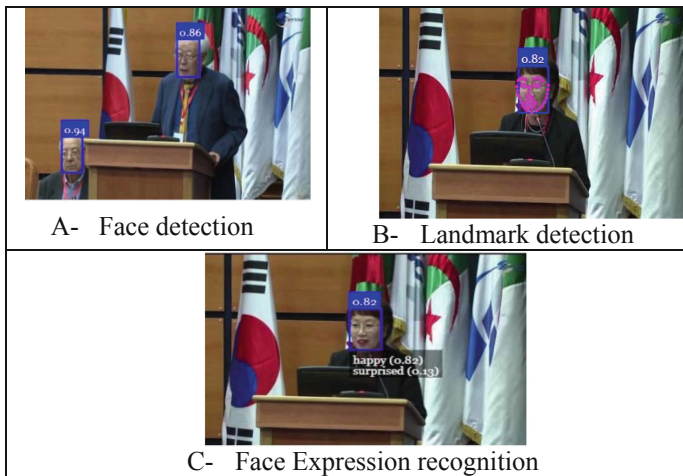 0.86
0.94
A- Face detection
0.82
B- Landmark detection
0.82
happy (0.82)
surprised (0.13)
C- Face Expression recognition